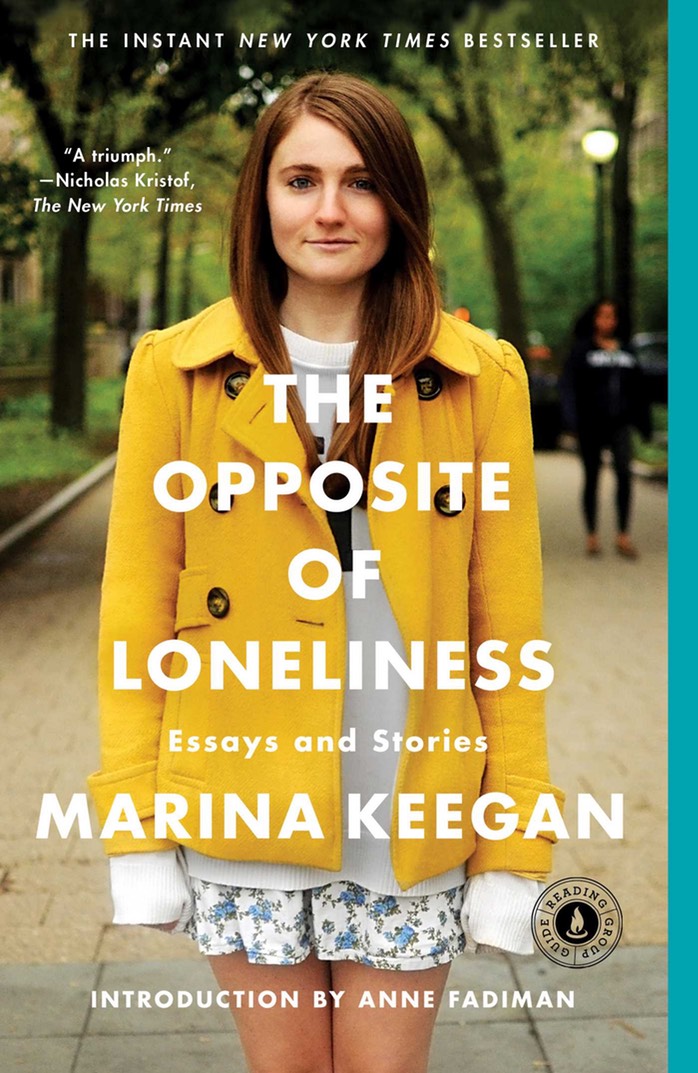 THE INSTANT NEW YORK TIMES BESTSELLER
“A triumph.”
—Nicholas Kristof,
The New York Times
THE
OPPOSITE
OF
LONELINESS
Essays and Stories
MARINA KEEGAN
READING GROUP GUIDE
INTRODUCTION BY ANNE FADIMAN